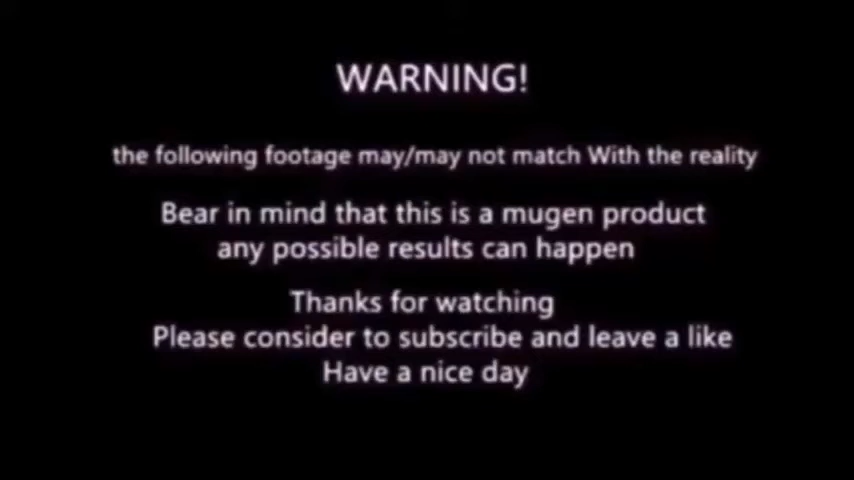 WARNING!
the following footage may/may not match With the reality
Bear in mind that this is a mugen product
any possible results can happen
Thanks for watching
Please consider to subscribe and leave a like
Have a nice day